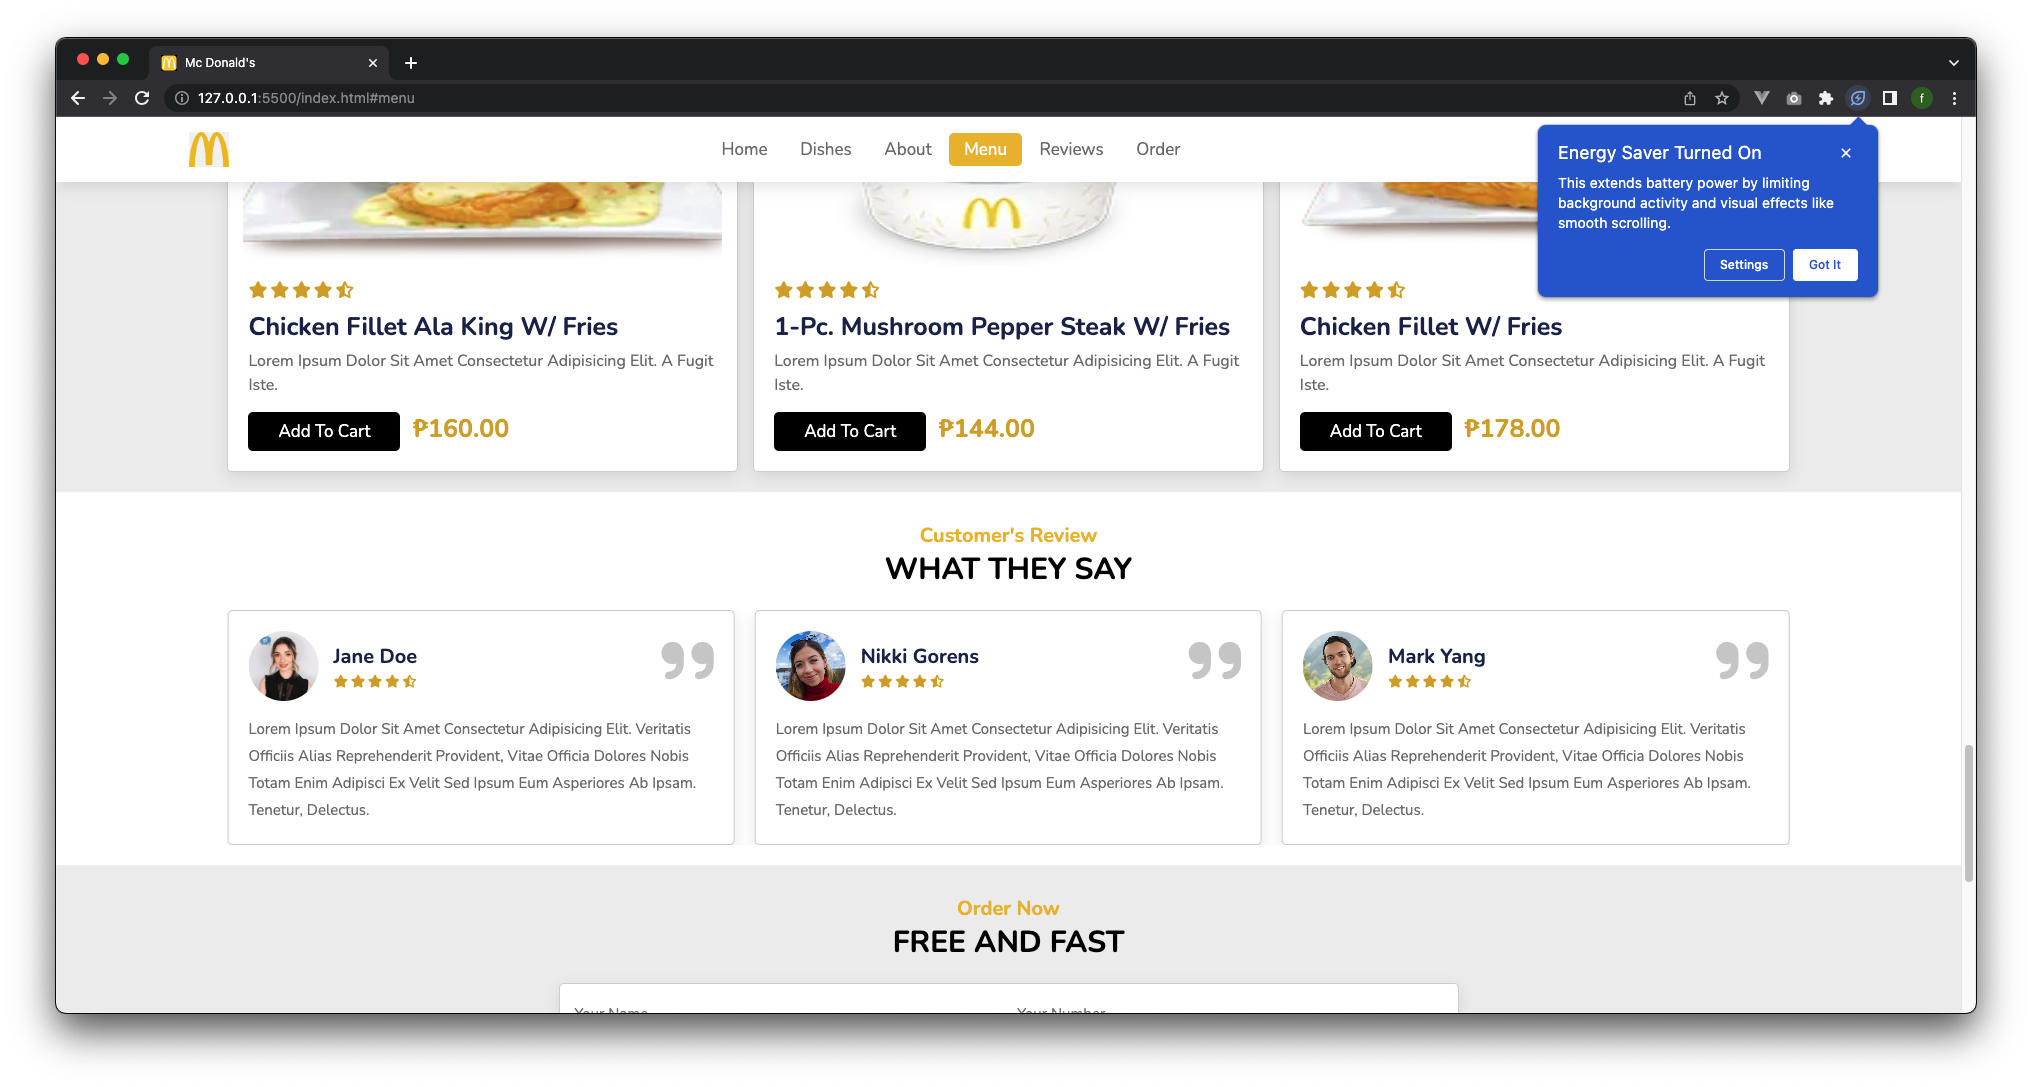 Mc Donald's
127.0.0.1:5500/index.html#menu
f
Home Dishes About Menu Reviews Order
Energy Saver Turned On
This extends battery power by limiting
background activity and visual effects like
smooth scrolling.
Settings Got It
Chicken Fillet Ala King W/ Fries
Lorem Ipsum Dolor Sit Amet Consectetur Adipisicing Elit. A Fugit
Iste.
Add To Cart ₱160.00
1-Pc. Mushroom Pepper Steak W/ Fries
Lorem Ipsum Dolor Sit Amet Consectetur Adipisicing Elit. A Fugit
Iste.
Add To Cart ₱144.00
Chicken Fillet W/ Fries
Lorem Ipsum Dolor Sit Amet Consectetur Adipisicing Elit. A Fugit
Iste.
Add To Cart ₱178.00
Customer's Review
WHAT THEY SAY
Jane Doe
Lorem Ipsum Dolor Sit Amet Consectetur Adipisicing Elit. Veritatis
Officiis Alias Reprehenderit Provident, Vitae Officia Dolores Nobis
Totam Enim Adipisci Ex Velit Sed Ipsum Eum Asperiores Ab Ipsam.
Tenetur, Delectus.
Nikki Gorens
Lorem Ipsum Dolor Sit Amet Consectetur Adipisicing Elit. Veritatis
Officiis Alias Reprehenderit Provident, Vitae Officia Dolores Nobis
Totam Enim Adipisci Ex Velit Sed Ipsum Eum Asperiores Ab Ipsam.
Tenetur, Delectus.
Mark Yang
Lorem Ipsum Dolor Sit Amet Consectetur Adipisicing Elit. Veritatis
Officiis Alias Reprehenderit Provident, Vitae Officia Dolores Nobis
Totam Enim Adipisci Ex Velit Sed Ipsum Eum Asperiores Ab Ipsam.
Tenetur, Delectus.
Order Now
FREE AND FAST
Your Name Your Number